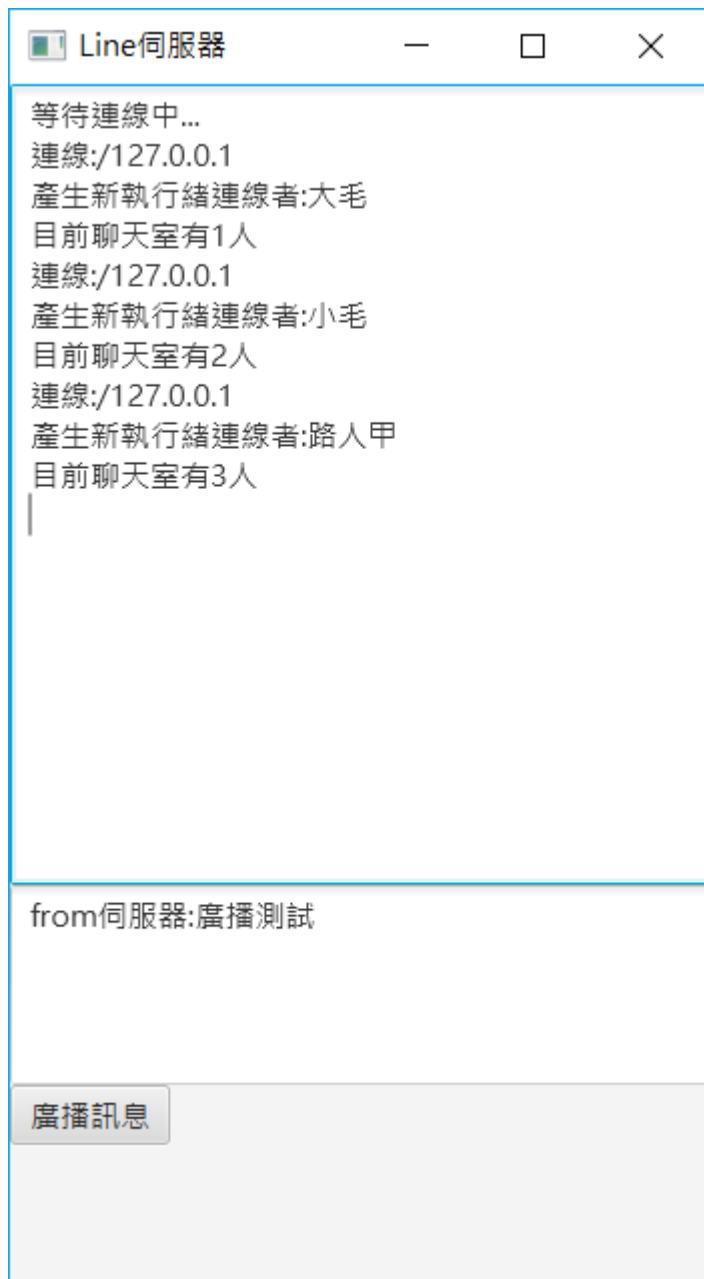 Line伺服器
等待連線中...
連線:/127.0.0.1
產生新執行緒連線者:大毛
目前聊天室有1人
連線:/127.0.0.1
產生新執行緒連線者:小毛
目前聊天室有2人
連線:/127.0.0.1
產生新執行緒連線者:路人甲
目前聊天室有3人
from伺服器:廣播測試
廣播訊息